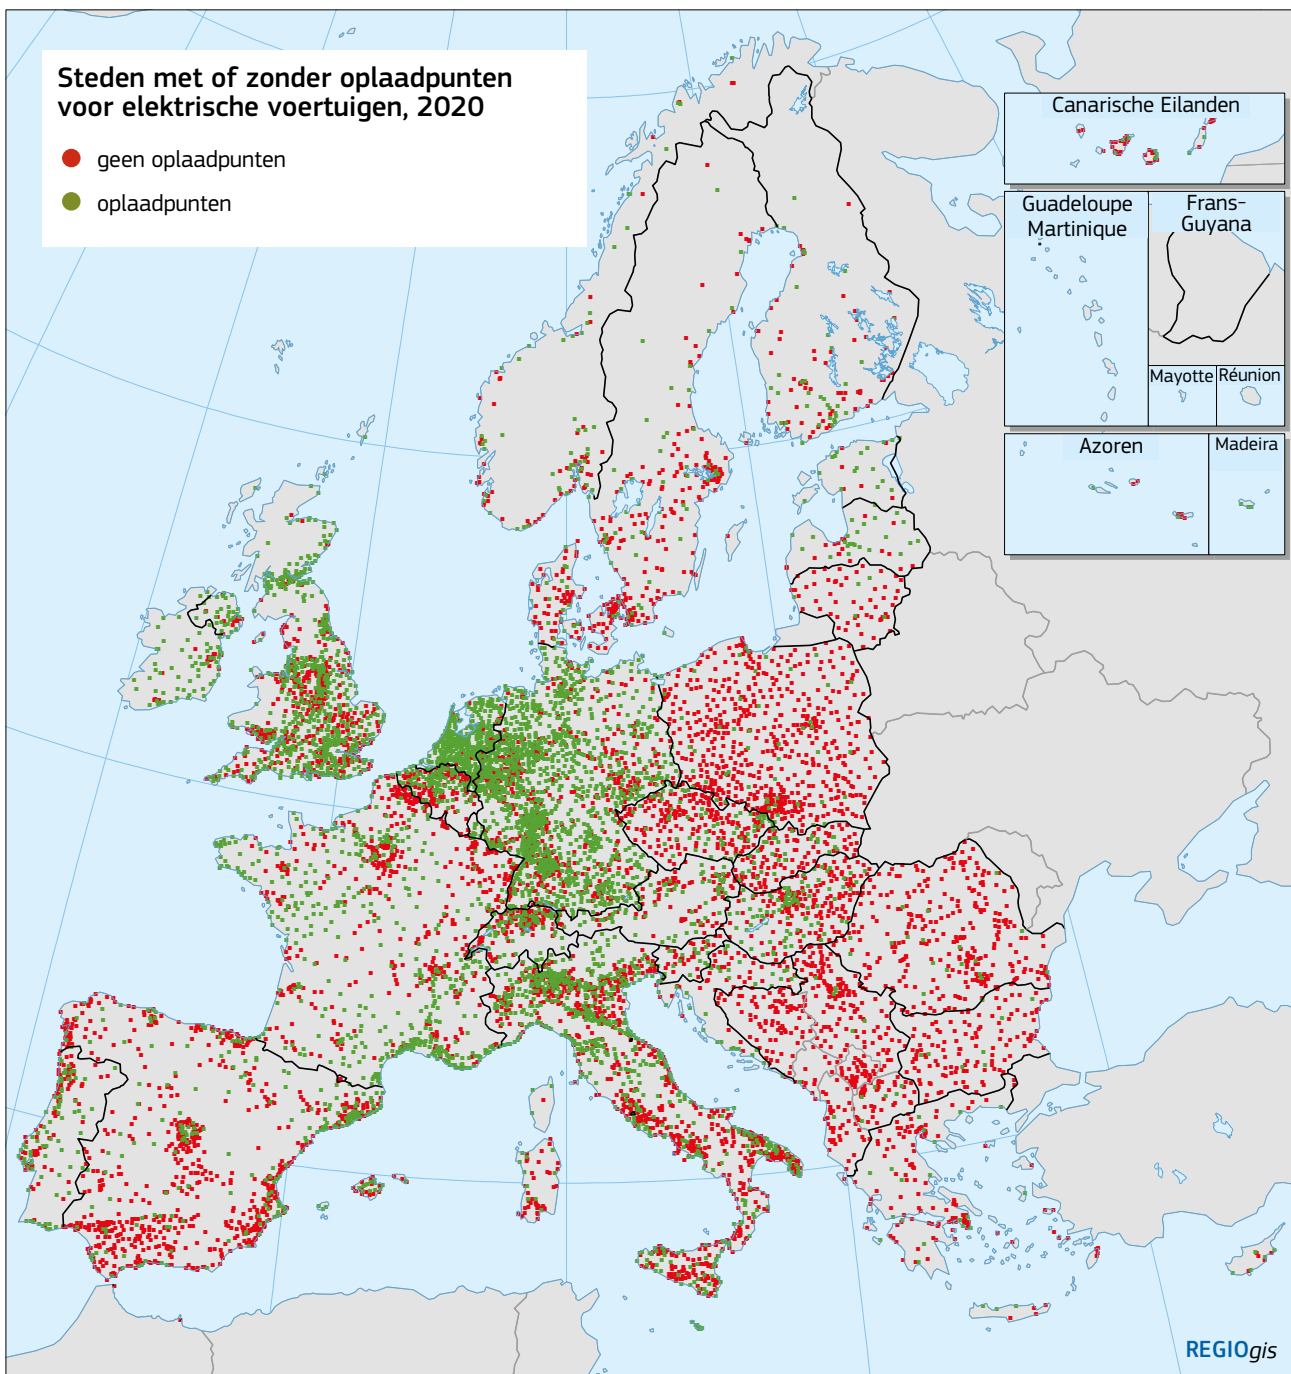 Steden met of zonder oplaadpunten
voor elektrische voertuigen, 2020
geen oplaadpunten
oplaadpunten
Canarische Eilanden
Guadeloupe
Martinique
Frans-
Guyana
Mayotte
Réunion
Azoren
Madeira
REGIOgis